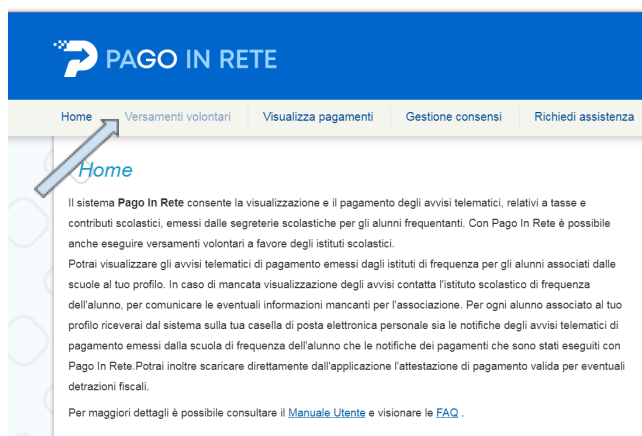 PAGO IN RETE
Home Versamenti volontari Visualizza pagamenti Gestione consensi Richiedi assistenza
Home
Il sistema Pago In Rete consente la visualizzazione e il pagamento degli avvisi telematici, relativi a tasse e
contributi scolastici, emessi dalle segreterie scolastiche per gli alunni frequentanti. Con Pago In Rete è possibile
anche eseguire versamenti volontari a favore degli istituti scolastici.
Potrai visualizzare gli avvisi telematici di pagamento emessi dagli istituti di frequenza per gli alunni associati dalle
scuole al tuo profilo. In caso di mancata visualizzazione degli avvisi contatta l'istituto scolastico di frequenza
dell'alunno, per comunicare le eventuali informazioni mancanti per l'associazione. Per ogni alunno associato al tuo
profilo riceverai dal sistema sulla tua casella di posta elettronica personale sia le notifiche degli avvisi telematici di
pagamento emessi dalla scuola di frequenza dell'alunno che le notifiche dei pagamenti che sono stati eseguiti con
Pago In Rete.Potrai inoltre scaricare direttamente dall'applicazione l'attestazione di pagamento valida per eventuali
detrazioni fiscali.
Per maggiori dettagli è possibile consultare il Manuale Utente e visionare le FAQ .